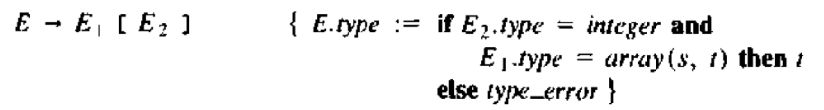 E → E₁ [ E₂ ] { E.type := if E₂.type = integer and
E₁.type = array(s, t) then t
else type_error }